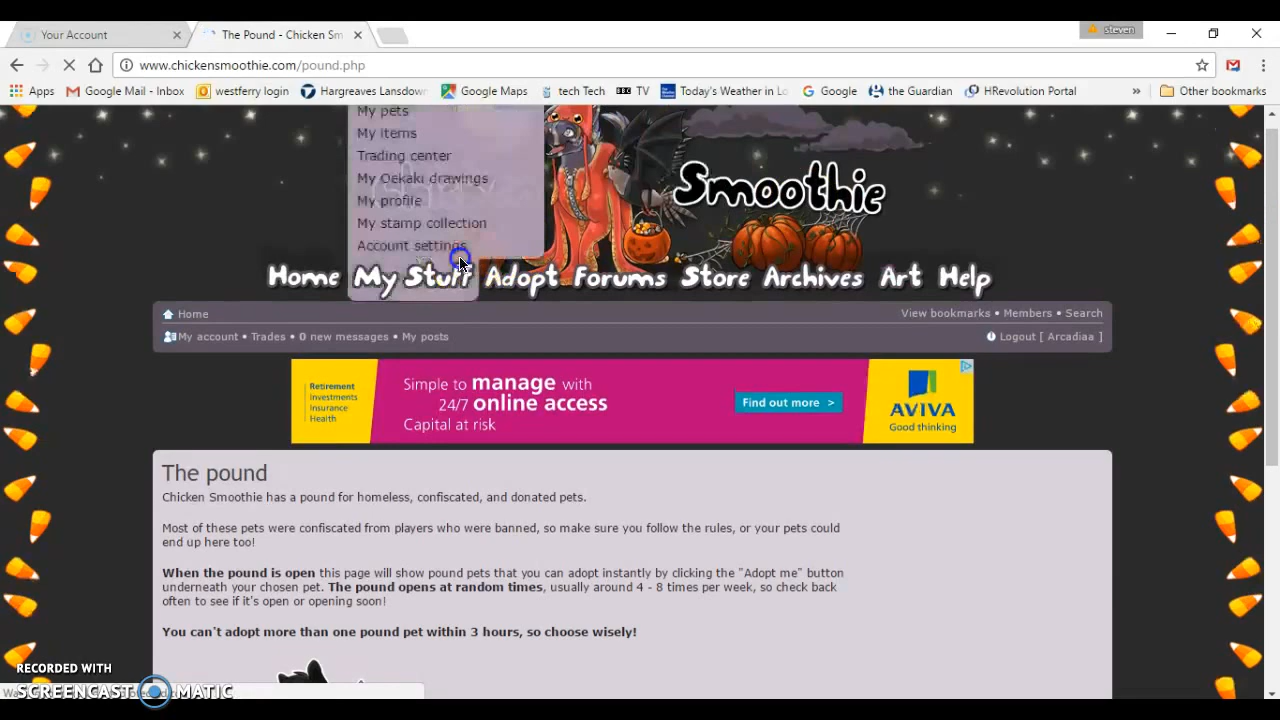 Your Account
The Pound - Chicken Sm
steven
www.chickensmoothie.com/pound.php
Apps Google Mail - Inbox westferry login Hargreaves Lansdow Google Maps tech Tech BBC TV Today's Weather in Lo Google the Guardian HRevolution Portal » Other bookmarks
My pets
My items
Trading center
My Oekaki drawings
My profile
My stamp collection
Account settings
Smoothie
Home My Stuff Adopt Forums Store Archives Art Help
Home
View bookmarks • Members • Search
My account • Trades • 0 new messages • My posts
Logout [ Arcadiaa ]
Retirement
Investments
Insurance
Health
Simple to manage with
24/7 online access
Capital at risk
Find out more >
AVIVA
Good thinking
The pound
Chicken Smoothie has a pound for homeless, confiscated, and donated pets.
Most of these pets were confiscated from players who were banned, so make sure you follow the rules, or your pets could
end up here too!
When the pound is open this page will show pound pets that you can adopt instantly by clicking the "Adopt me" button
underneath your chosen pet. The pound opens at random times, usually around 4 - 8 times per week, so check back
often to see if it's open or opening soon!
You can't adopt more than one pound pet within 3 hours, so choose wisely!
RECORDED WITH
SCREENCAST MATIC